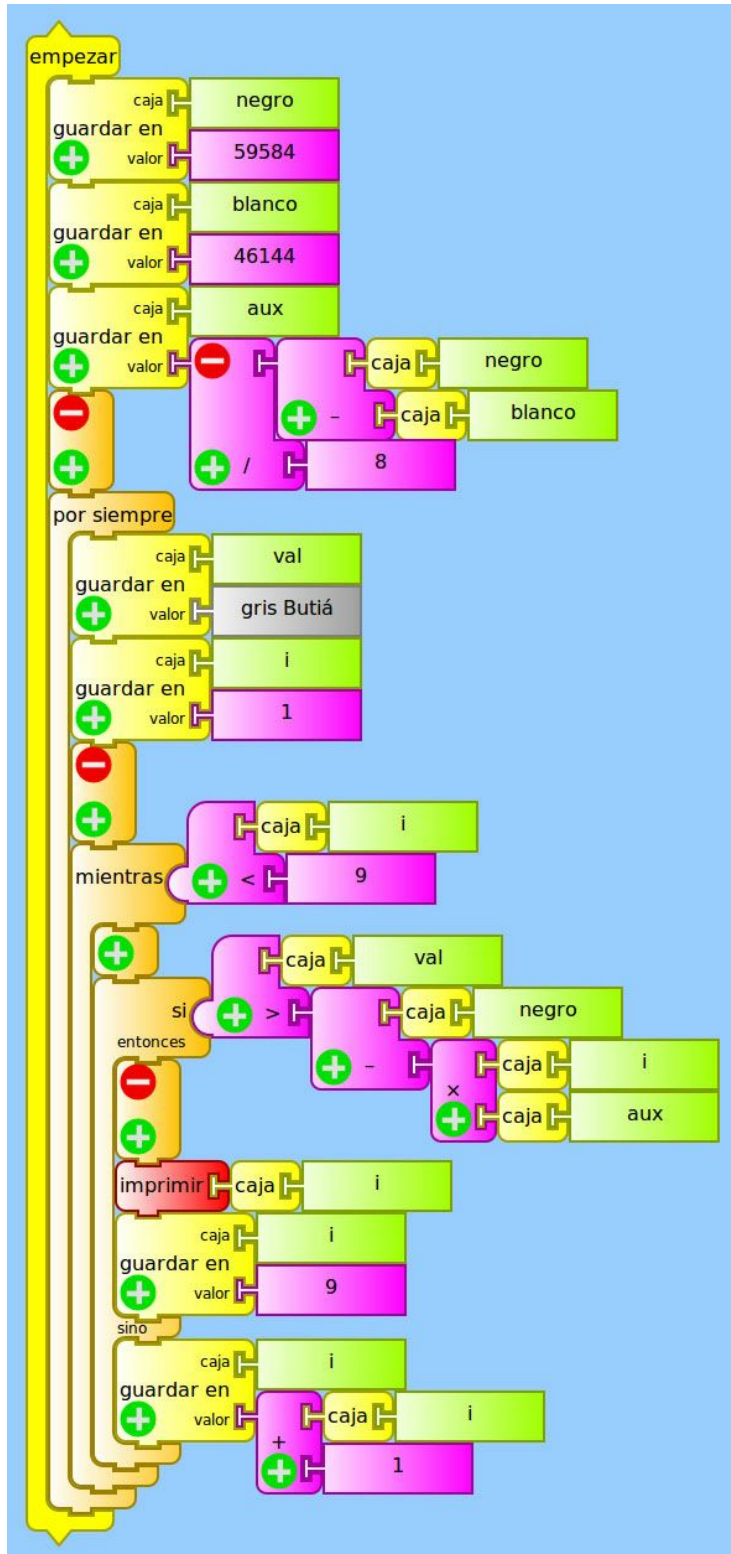 empezar
caja negro
guardar en
valor 59584
caja blanco
guardar en
valor 46144
caja aux
guardar en
valor caja negro
- caja blanco
/ 8
por siempre
caja val
guardar en
valor gris Butiá
caja i
guardar en
valor 1
caja i
mientras < 9
caja val
si > caja negro
entonces
- caja i
×
caja aux
imprimir caja i
caja i
guardar en
valor 9
sino
caja i
guardar en
valor caja i
+ 1